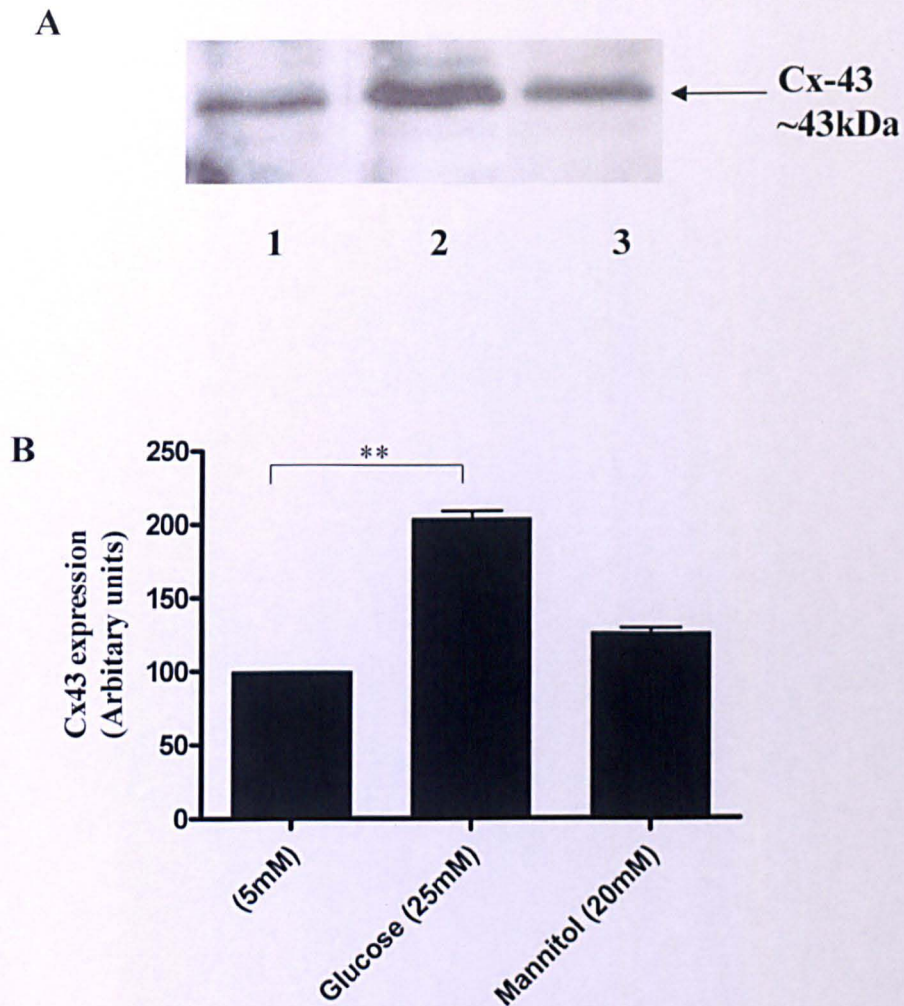 A
Cx-43
~43kDa
1 2 3
B
Cx43 expression
(Arbitary units)
250
200
150
100
50
0
**
(5mM)
Glucose (25mM)
Mannitol (20mM)